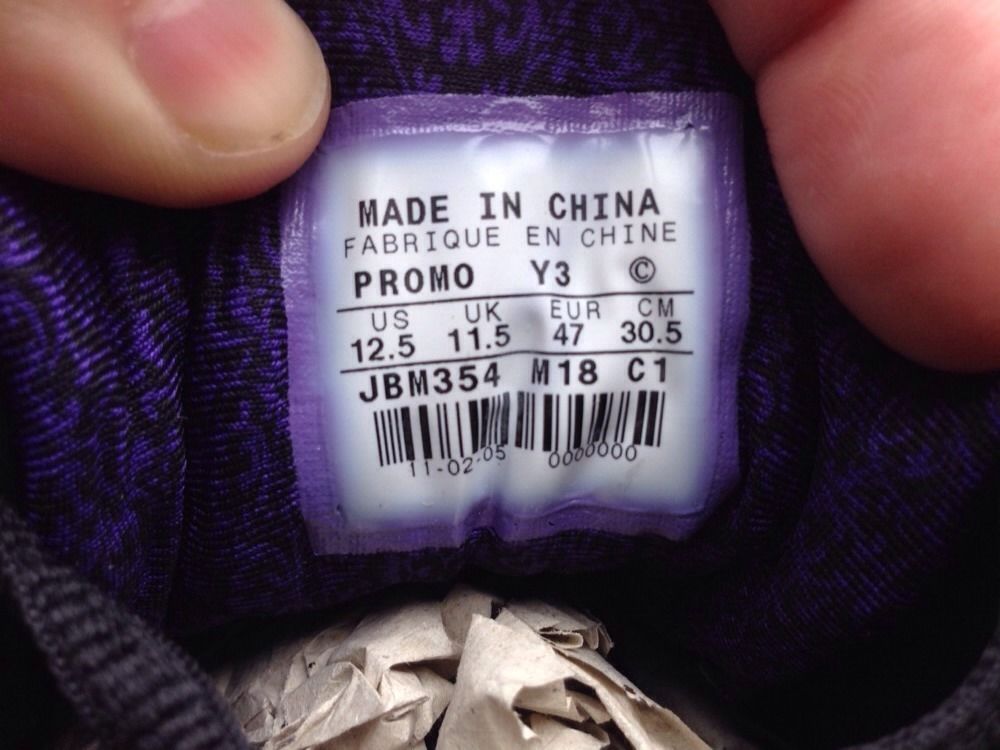 MADE IN CHINA
FABRIQUE EN CHINE
PROMO Y3 ©
US UK EUR CM
12.5 11.5 47 30.5
JBM354 M18 C1
11-02-05 0000000